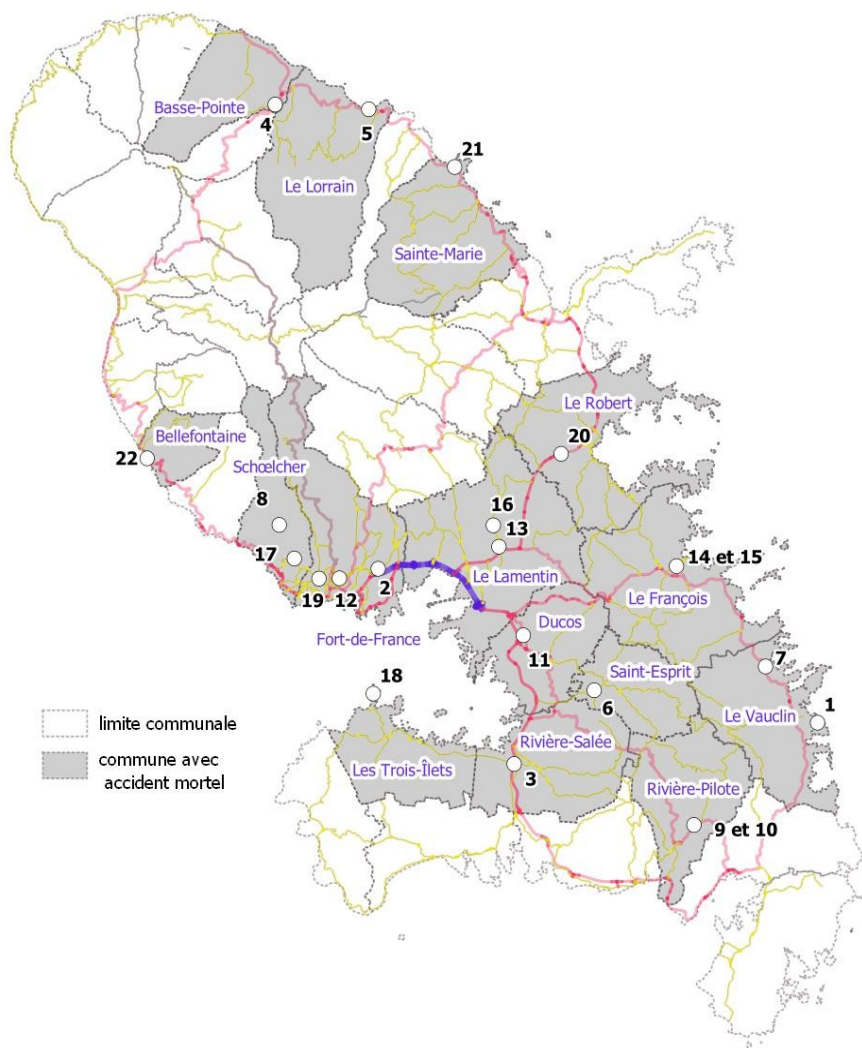 Basse-Pointe
4
5
21
Le Lorrain
Sainte-Marie
Le Robert
20
Bellefontaine
22
Schœlcher
8
16
13
17
14 et 15
2
19
12
Le Lamentin
Le François
Ducos
Fort-de-France
11
7
Saint-Esprit
18
6
1
Le Vauclin
limite communale
Rivière-Salée
commune avec
accident mortel
Les Trois-Îlets
3
Rivière-Pilote
9 et 10